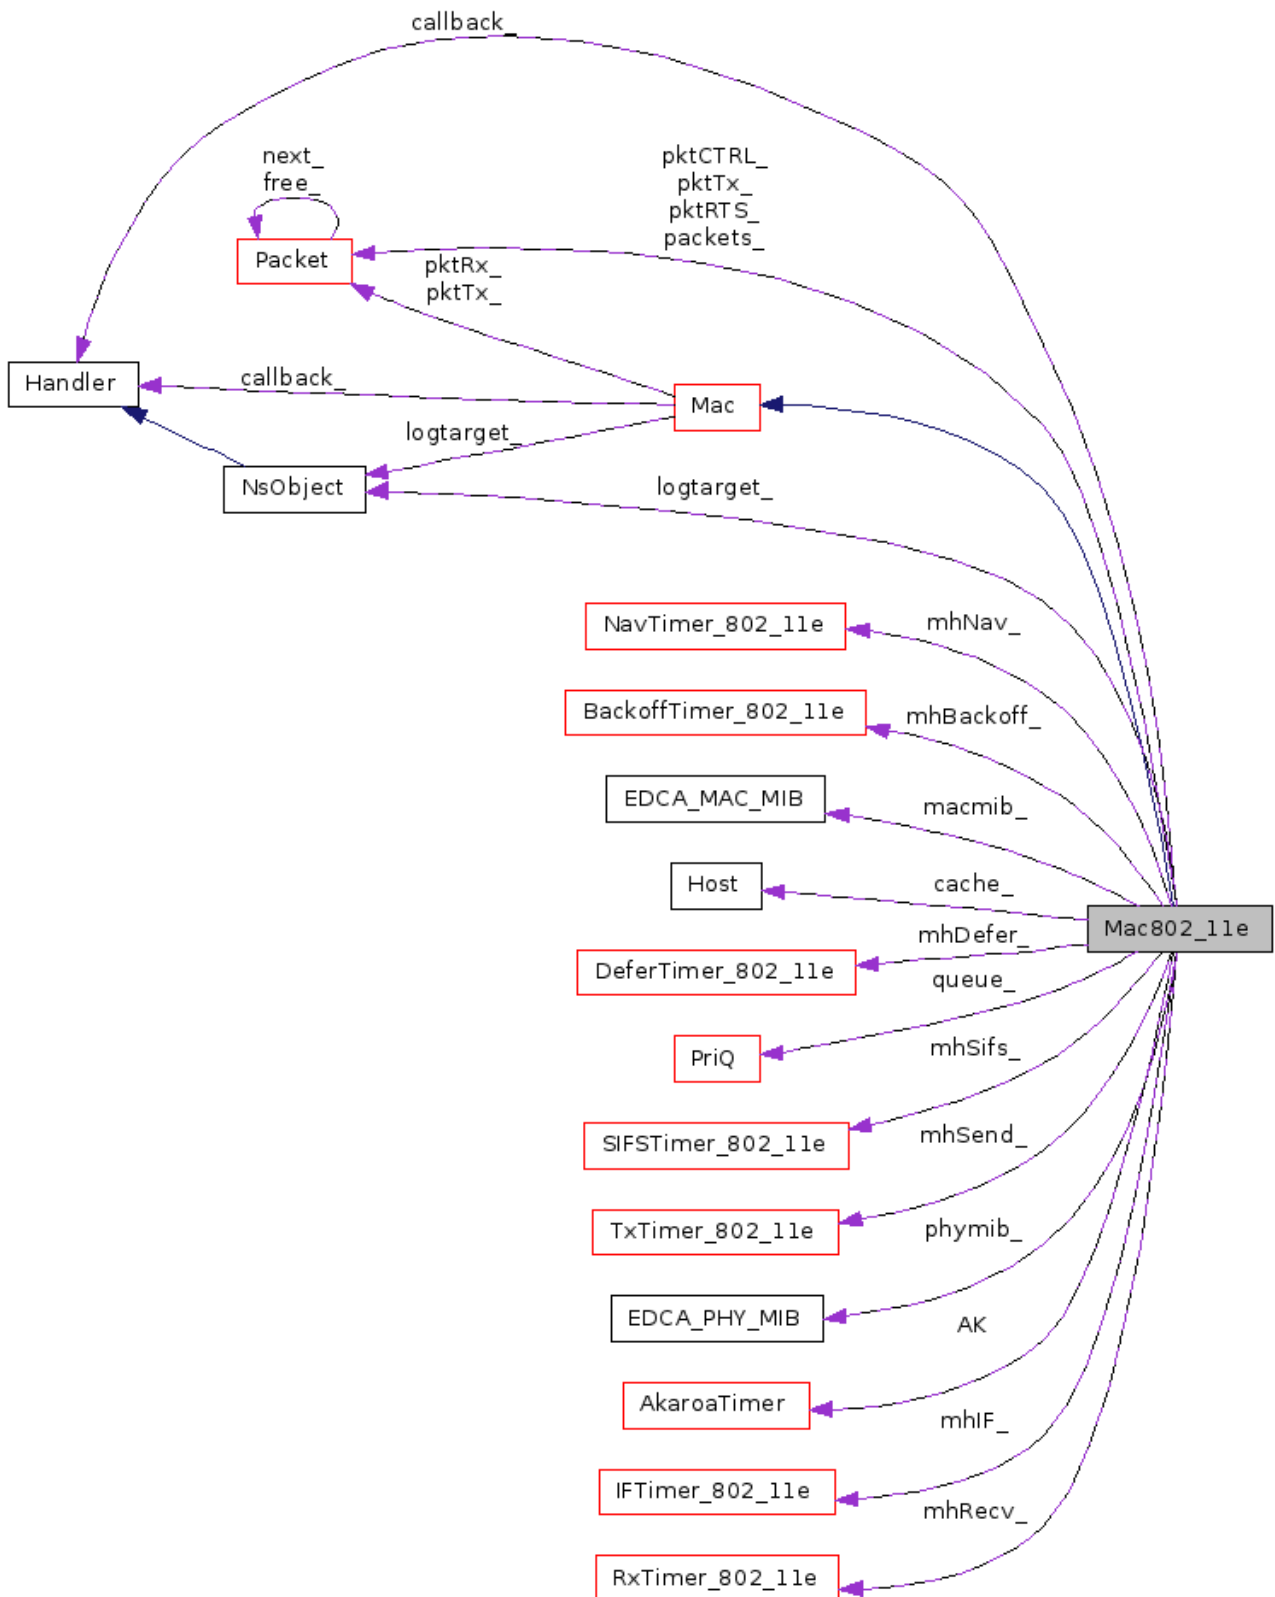 callback_
next_
free_
pktCTRL_
pktTx_
pktRTS_
packets_
Packet
pktRx_
pktTx_
Handler
callback_
Mac
logtarget_
NsObject
logtarget_
NavTimer_802_11e
mhNav_
BackoffTimer_802_11e
mhBackoff_
EDCA_MAC_MIB
macmib_
Host
cache_
Mac802_11e
mhDefer_
DeferTimer_802_11e
queue_
PriQ
mhSifs_
SIFSTimer_802_11e
mhSend_
TxTimer_802_11e
phymib_
EDCA_PHY_MIB
AK
AkaroaTimer
mhIF_
IFTimer_802_11e
mhRecv_
RxTimer_802_11e